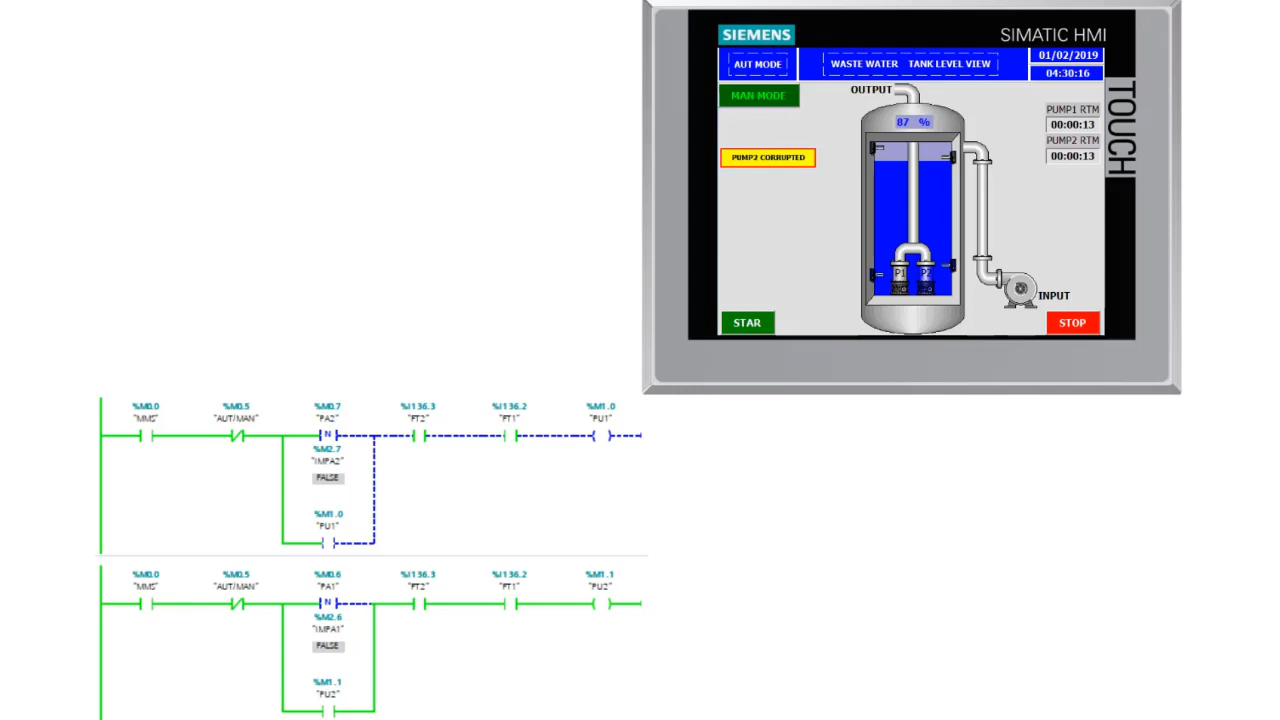 SIEMENS
SIMATIC HMI
TOUCH
AUT MODE
WASTE WATER TANK LEVEL VIEW
01/02/2019
04:30:16
MAN MODE
OUTPUT
87 %
PUMP1 RTM
00:00:13
PUMP2 RTM
00:00:13
PUMP2 CORRUPTED
P1 P2
INPUT
STAR
STOP
%M0.0 %M0.5 %M0.7 %I136.3 %I136.2 %M1.0
"MMS" "AUT/MAN" "PA2" "FT2" "FT1" "PU1"
N
%M2.7
"IMPA2"
FALSE
%M1.0
"PU1"
%M0.0 %M0.5 %M0.6 %I136.3 %I136.2 %M1.1
"MMS" "AUT/MAN" "PA1" "FT2" "FT1" "PU2"
N
%M2.6
"IMPA1"
FALSE
%M1.1
"PU2"